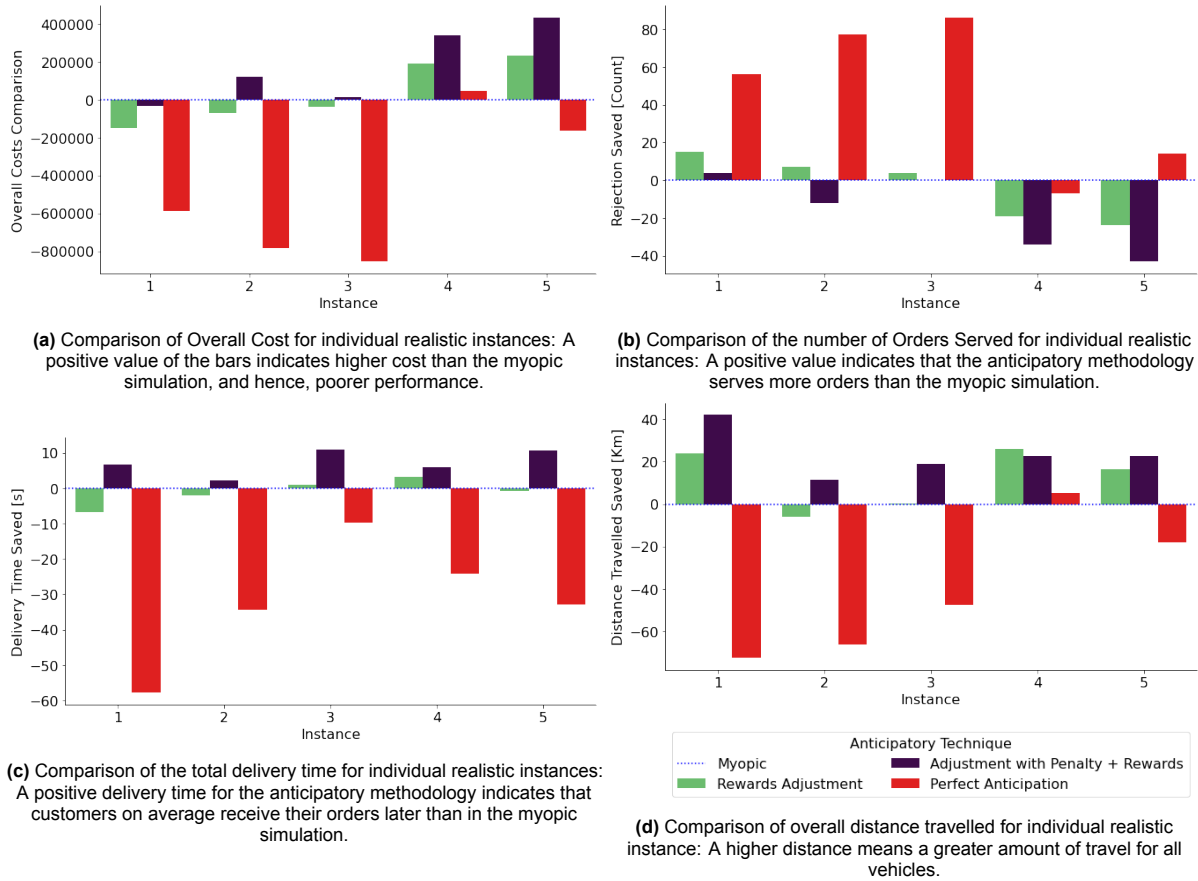 400000
200000
0
−200000
−400000
−600000
−800000
Overall Costs Comparison
1 2 3 4 5
Instance
(a) Comparison of Overall Cost for individual realistic instances: A
positive value of the bars indicates higher cost than the myopic
simulation, and hence, poorer performance.
80
60
40
20
0
−20
−40
Rejection Saved [Count]
1 2 3 4 5
Instance
(b) Comparison of the number of Orders Served for individual realistic
instances: A positive value indicates that the anticipatory methodology
serves more orders than the myopic simulation.
10
0
−10
−20
−30
−40
−50
−60
Delivery Time Saved [s]
1 2 3 4 5
Instance
(c) Comparison of the total delivery time for individual realistic instances:
A positive delivery time for the anticipatory methodology indicates that
customers on average receive their orders later than in the myopic
simulation.
40
20
0
−20
−40
−60
Distance Travelled Saved [Km]
1 2 3 4 5
Instance
Anticipatory Technique
Myopic
Rewards Adjustment
Adjustment with Penalty + Rewards
Perfect Anticipation
(d) Comparison of overall distance travelled for individual realistic
instance: A higher distance means a greater amount of travel for all
vehicles.